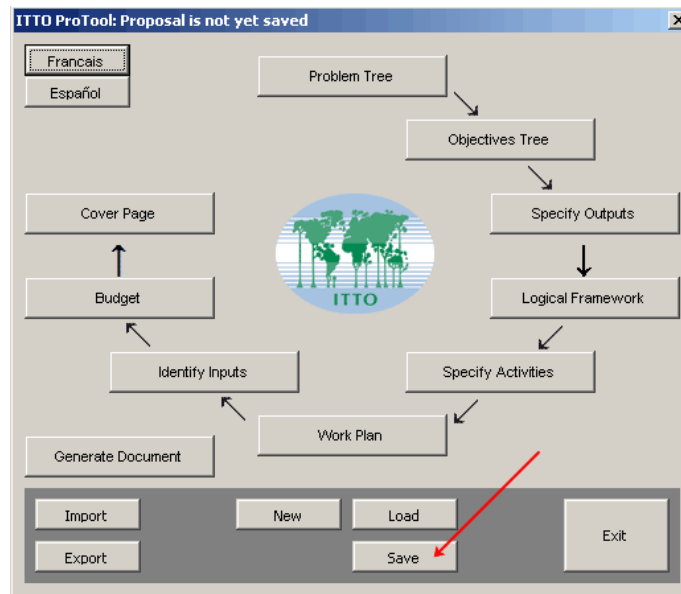 ITTO ProTool: Proposal is not yet saved
Francais
Español
Problem Tree
Objectives Tree
Cover Page
Specify Outputs
ITTO
Budget
Logical Framework
Identify Inputs
Specify Activities
Work Plan
Generate Document
Import
New
Load
Exit
Export
Save